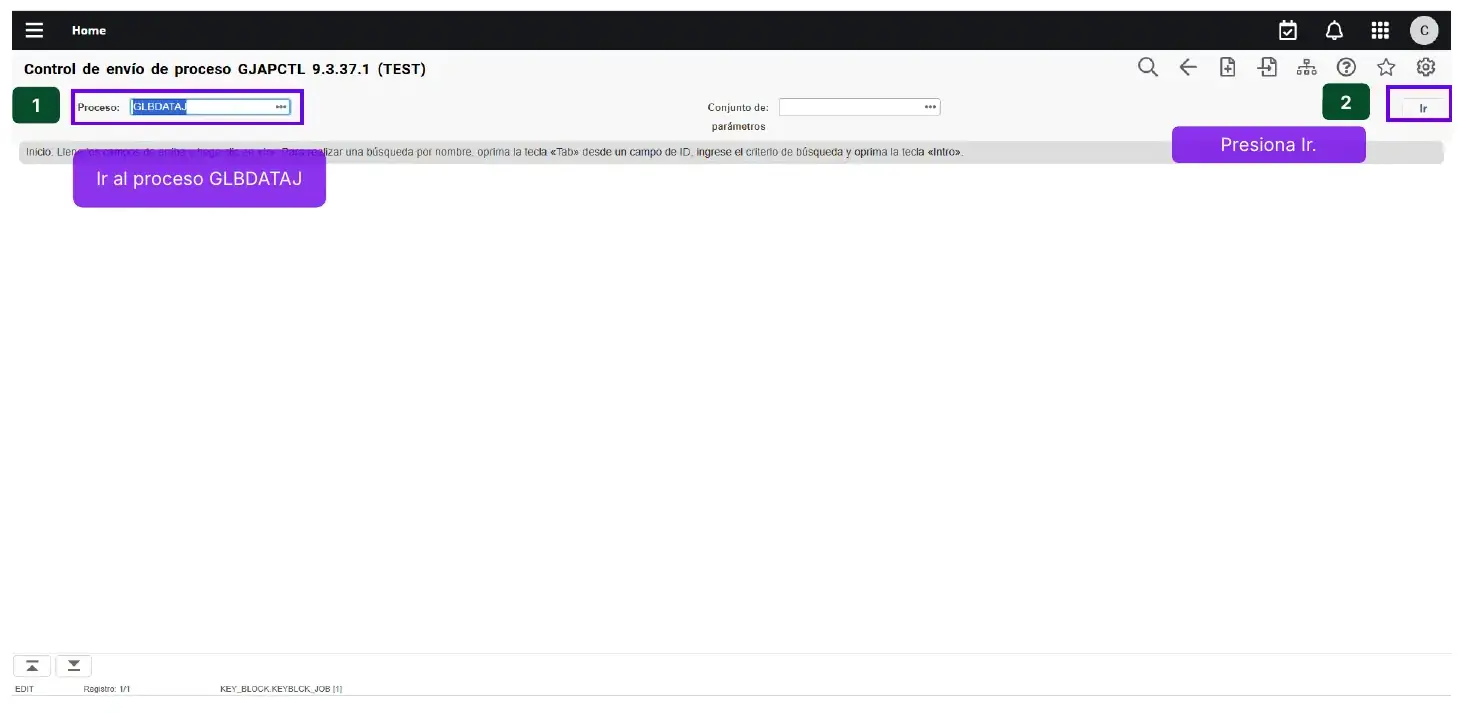 Home
C
Control de envío de proceso GJAPCTL 9.3.37.1 (TEST)
1
Proceso: GLBDATAJ
Conjunto de:
parámetros
2
Ir
Presiona Ir.
Inicio. realizar una búsqueda por nombre, oprima la tecla «Tab» desde un campo de ID, ingrese el criterio de búsqueda y oprima la tecla «Intro».
Ir al proceso GLBDATAJ
EDIT Registro: 1/1 KEY_BLOCK.KEYBLCK_JOB [1]